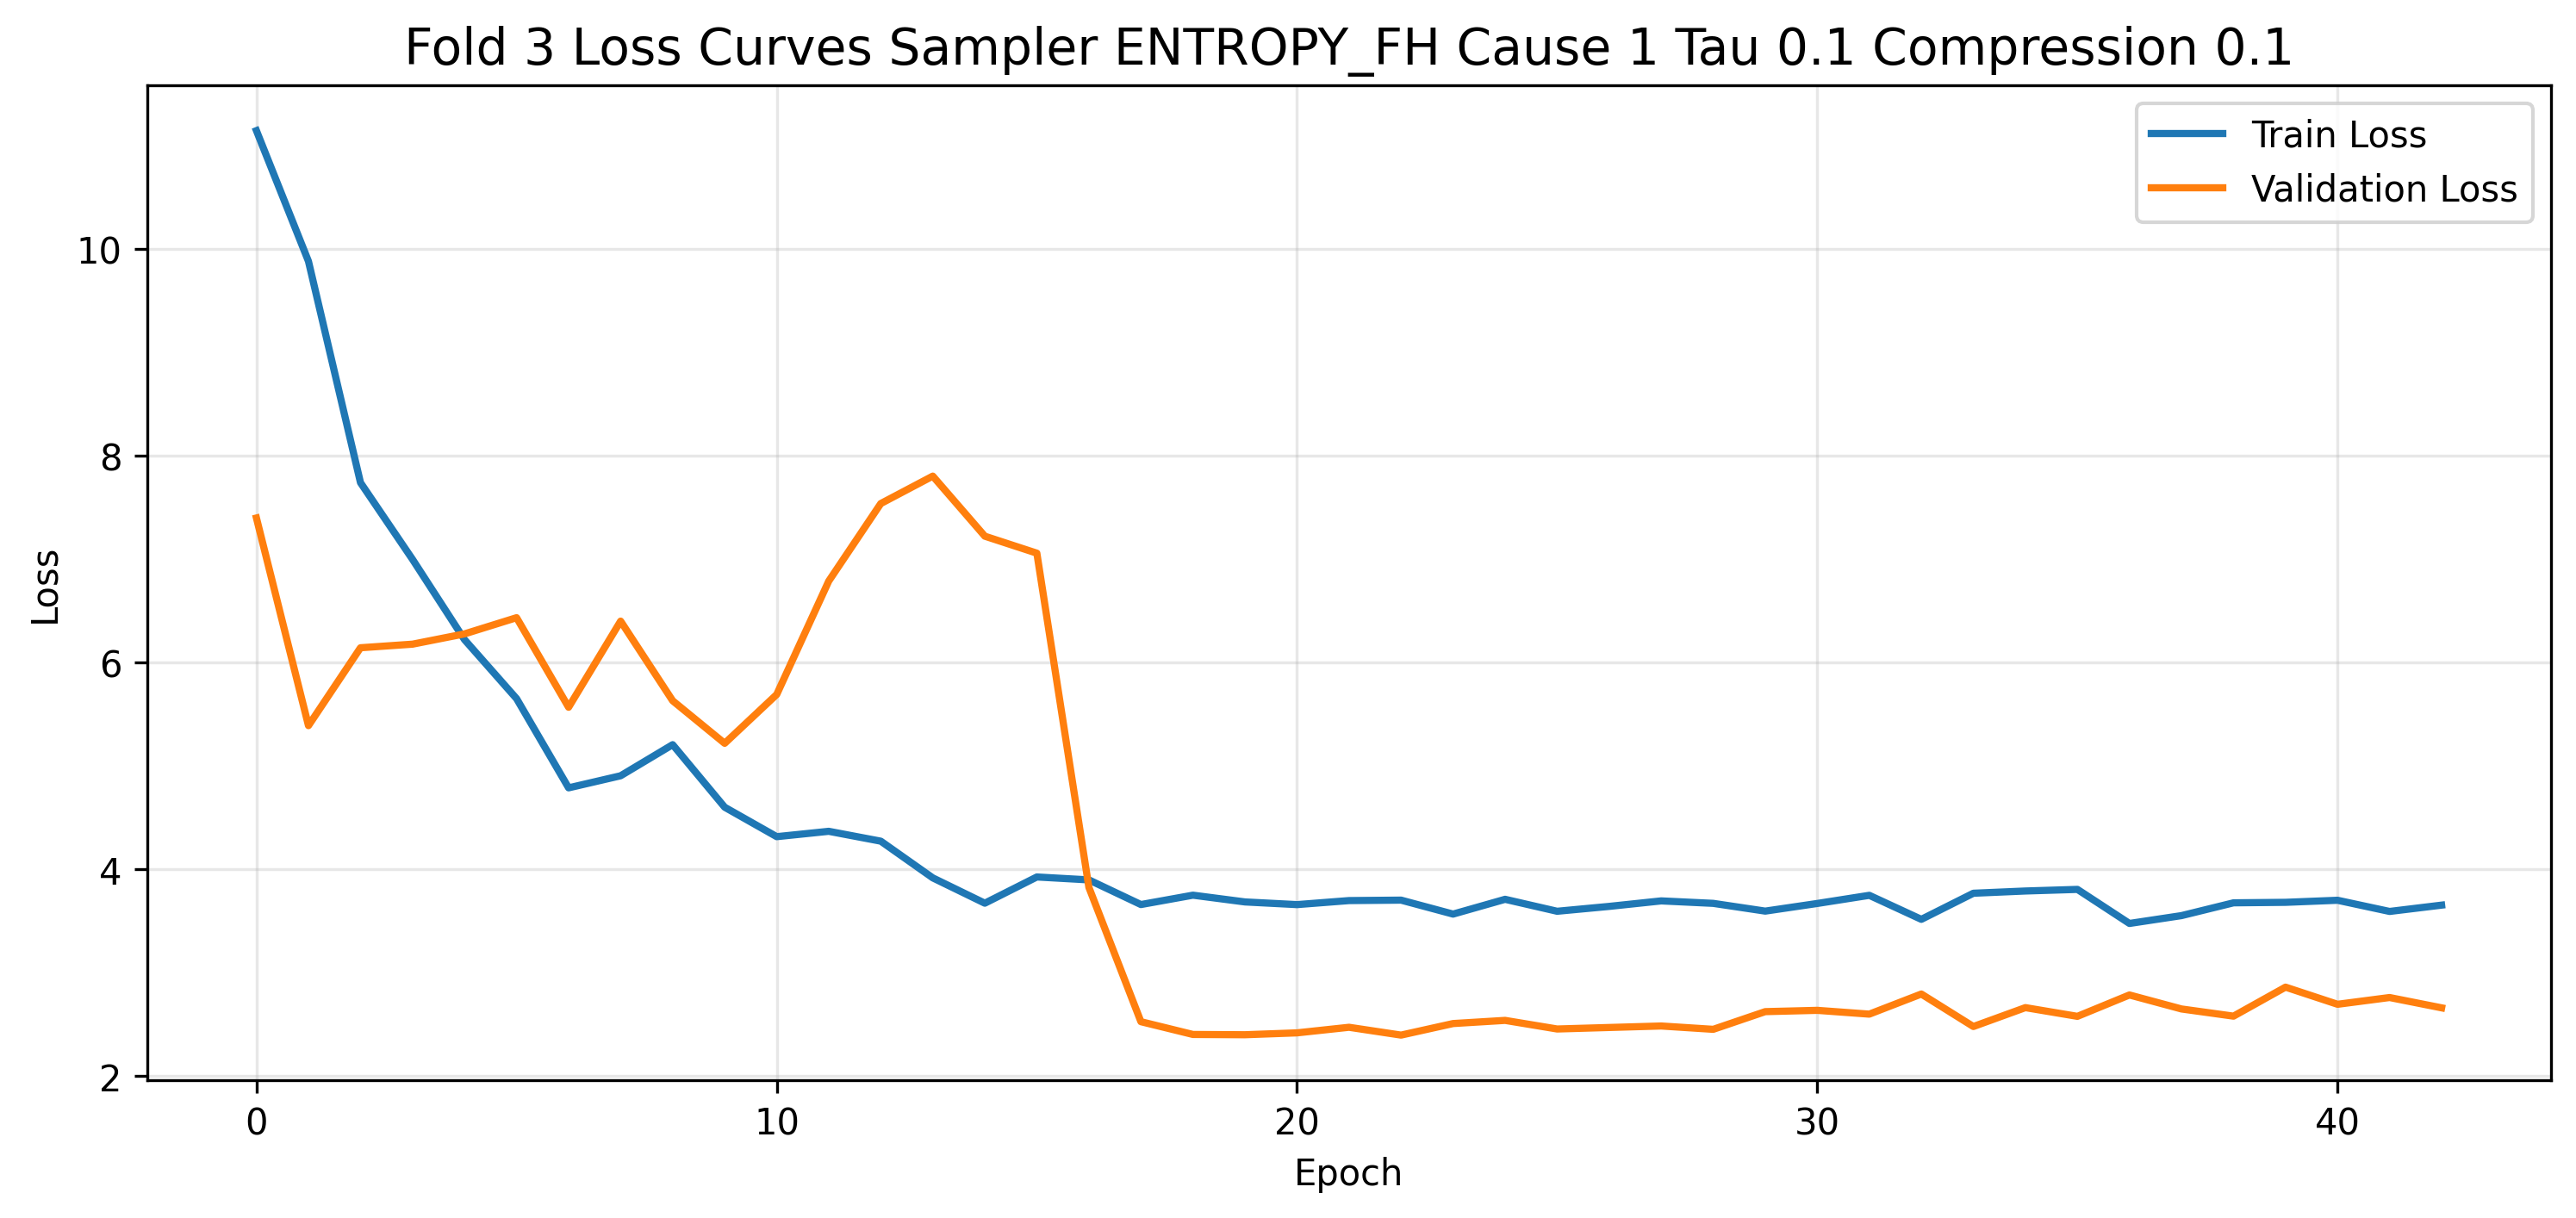 Fold 3 Loss Curves Sampler ENTROPY_FH Cause 1 Tau 0.1 Compression 0.1
Train Loss
Validation Loss
10
8
6
4
2
Loss
0
10
20
30
40
Epoch